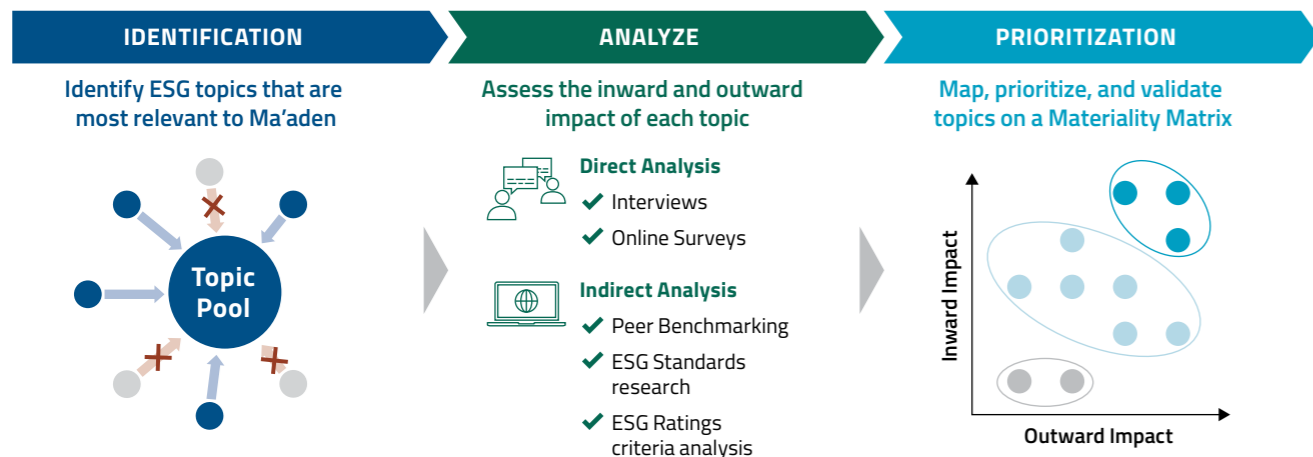 IDENTIFICATION
Identify ESG topics that are
most relevant to Ma'aden
Topic
Pool
ANALYZE
Assess the inward and outward
impact of each topic
Direct Analysis
Interviews
Online Surveys
Indirect Analysis
Peer Benchmarking
ESG Standards
research
ESG Ratings
criteria analysis
PRIORITIZATION
Map, prioritize, and validate
topics on a Materiality Matrix
Inward Impact
Outward Impact